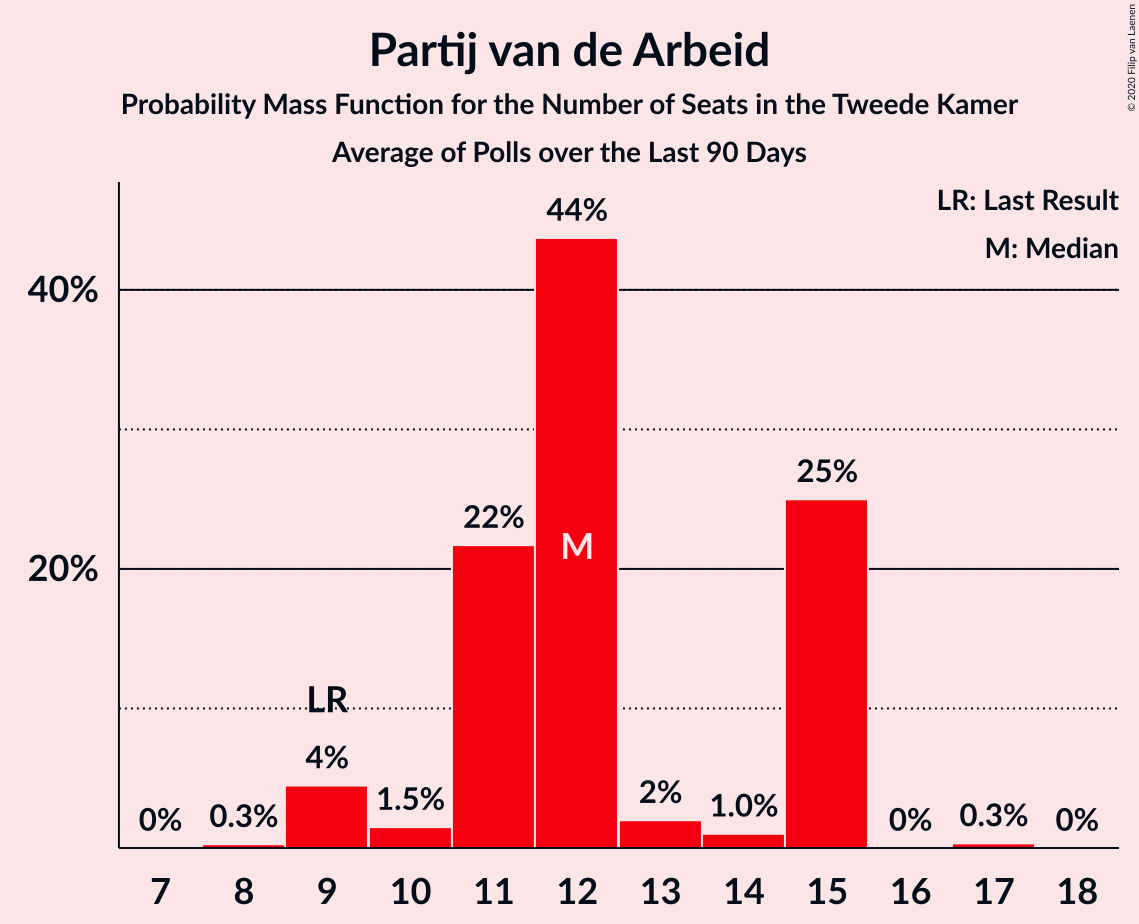 Partij van de Arbeid
Probability Mass Function for the Number of Seats in the Tweede Kamer
Average of Polls over the Last 90 Days
© 2020 Filip van Laenen
LR: Last Result
M: Median
44%
40%
25%
22%
M
20%
LR
4%
0% 0.3% 1.5% 2% 1.0% 0% 0.3% 0%
7 8 9 10 11 12 13 14 15 16 17 18